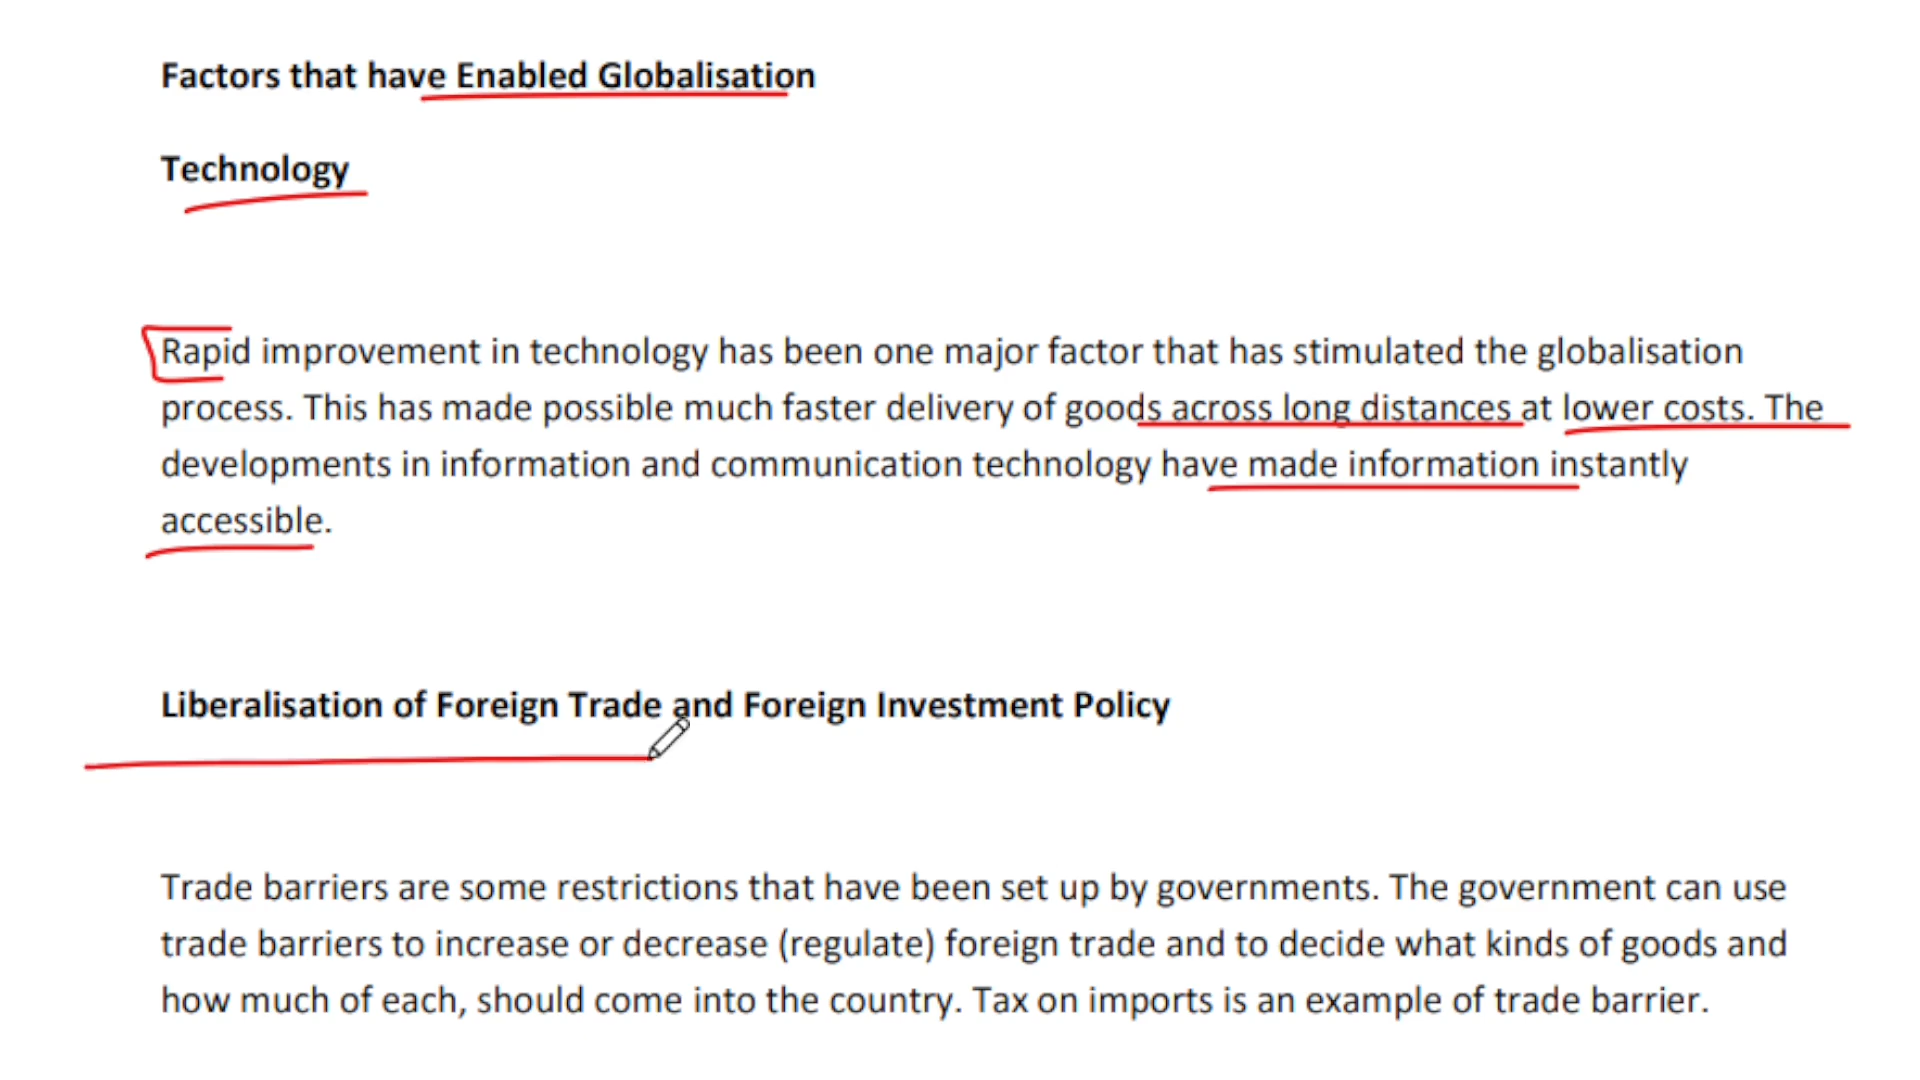 Factors that have Enabled Globalisation
Technology
Rapid improvement in technology has been one major factor that has stimulated the globalisation
process. This has made possible much faster delivery of goods across long distances at lower costs. The
developments in information and communication technology have made information instantly
accessible.
Liberalisation of Foreign Trade and Foreign Investment Policy
Trade barriers are some restrictions that have been set up by governments. The government can use
trade barriers to increase or decrease (regulate) foreign trade and to decide what kinds of goods and
how much of each, should come into the country. Tax on imports is an example of trade barrier.